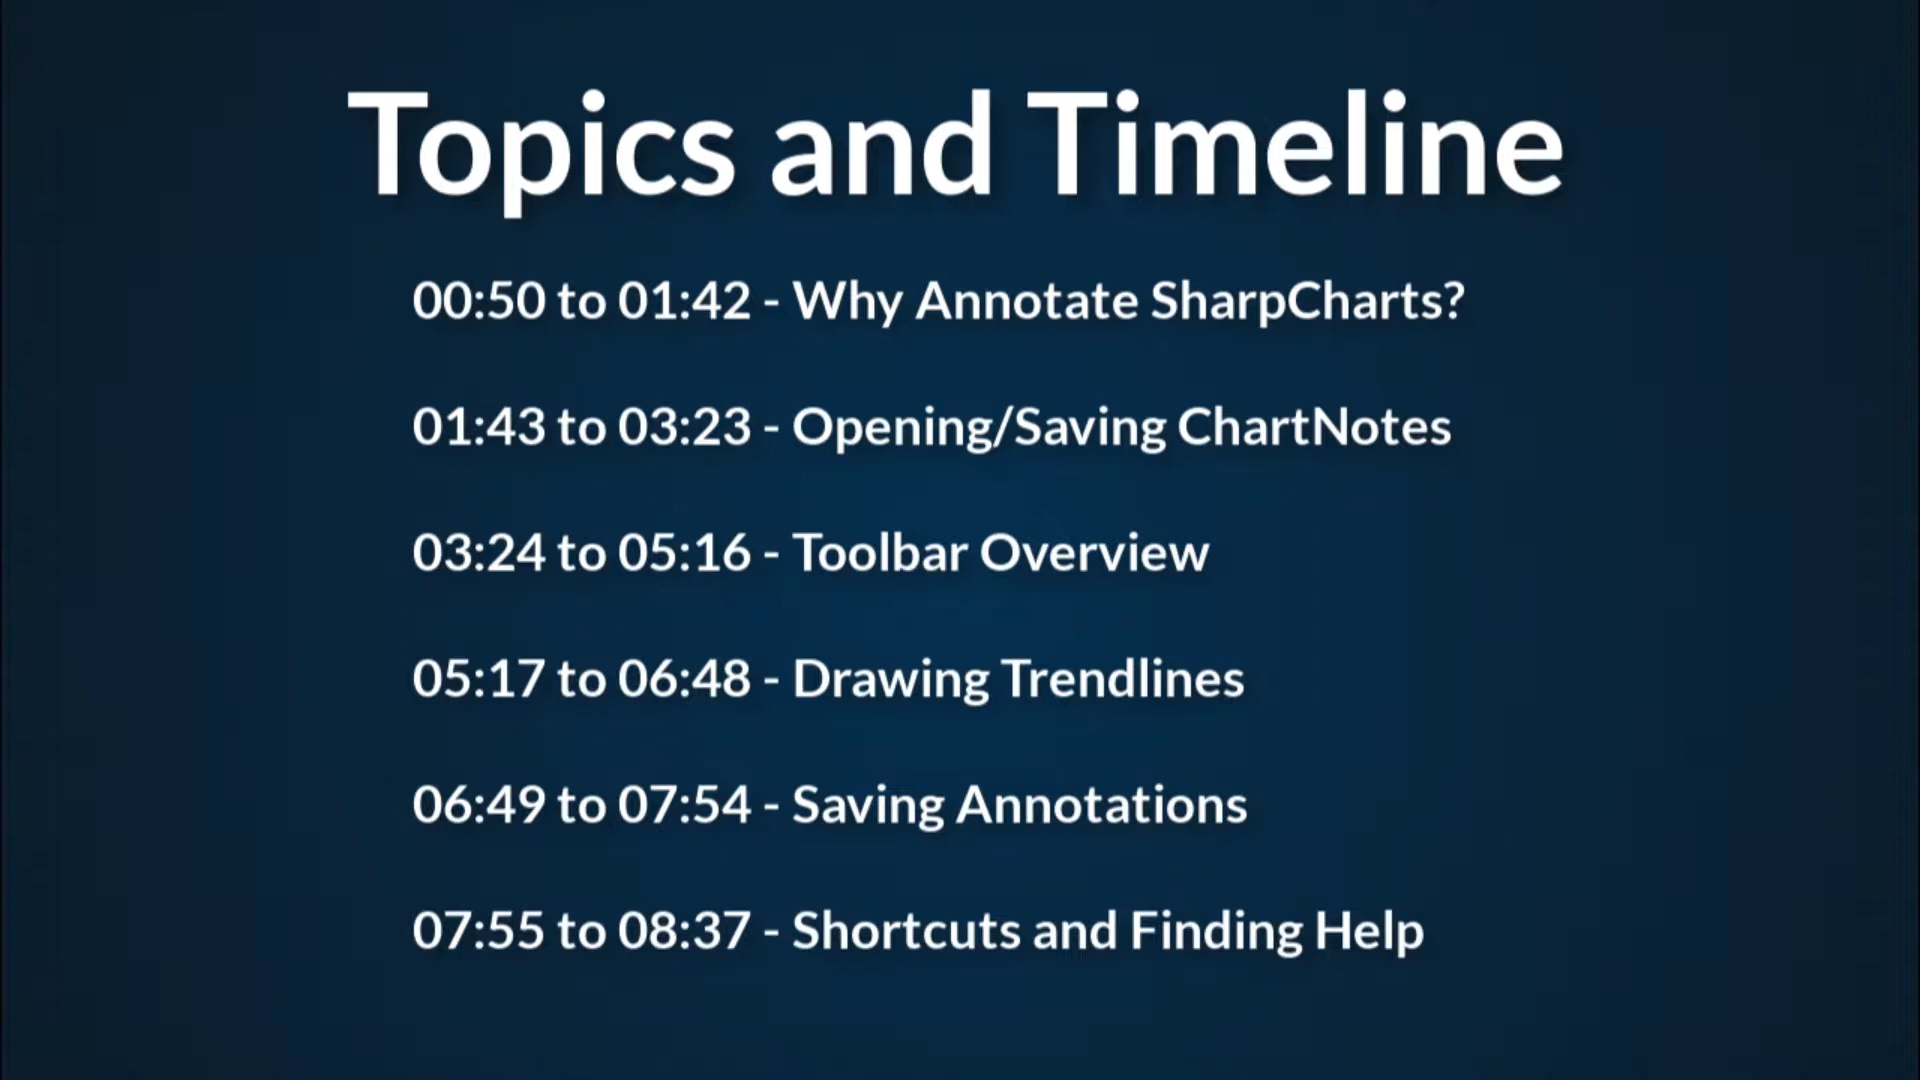 Topics and Timeline
00:50 to 01:42 - Why Annotate SharpCharts?
01:43 to 03:23 - Opening/Saving ChartNotes
03:24 to 05:16 - Toolbar Overview
05:17 to 06:48 - Drawing Trendlines
06:49 to 07:54 - Saving Annotations
07:55 to 08:37 - Shortcuts and Finding Help